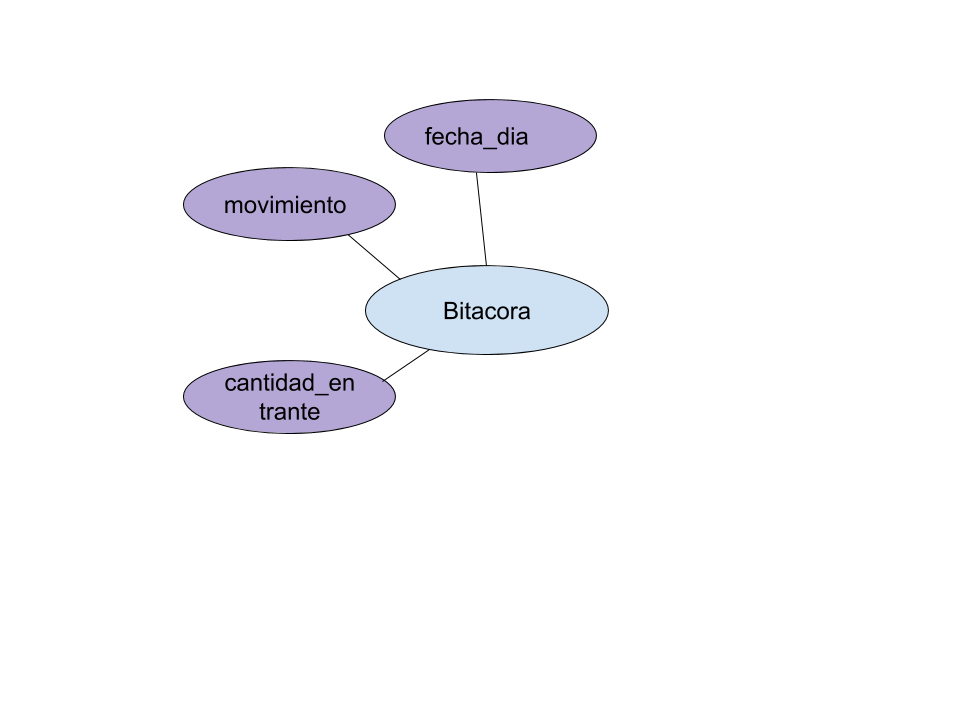 fecha_dia
movimiento
Bitacora
cantidad_en
trante